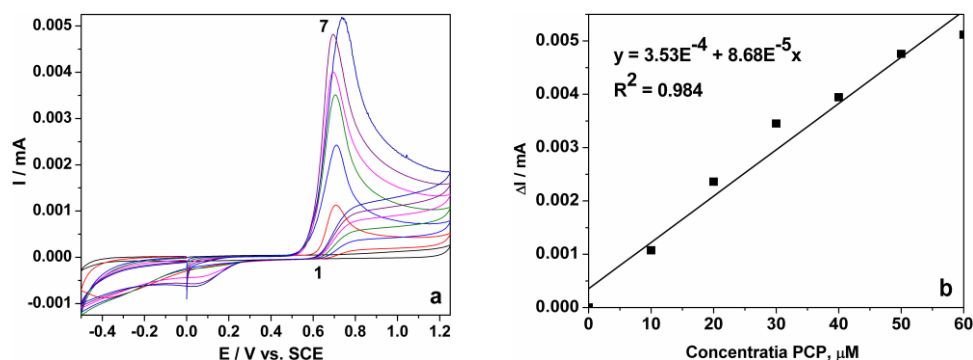 0.005
0.004
0.003
0.002
0.001
0.000
-0.001
I / mA
7
1
a
-0.4 -0.2 0.0 0.2 0.4 0.6 0.8 1.0 1.2
E / V vs. SCE
0.005
0.004
0.003
0.002
0.001
0.000
ΔI / mA
y = 3.53E⁻⁴ + 8.68E⁻⁵x
R² = 0.984
b
0 10 20 30 40 50 60
Concentratia PCP, μM